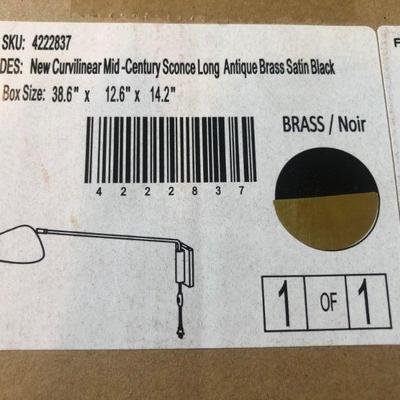 SKU: 4222837
DES: New Curvilinear Mid -Century Sconce Long Antique Brass Satin Black
Box Size: 38.6" x 12.6" x 14.2"
BRASS / Noir
4 2 2 2 8 3 7
1 OF 1
F